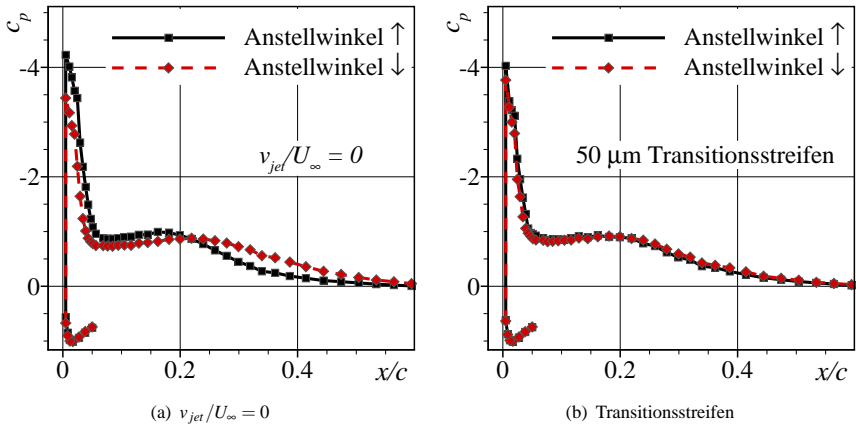 c_p
Anstellwinkel ↑
Anstellwinkel ↓
-4
v_jet/U_∞ = 0
-2
0
0 0.2 0.4 x/c
(a) v_jet/U_∞ = 0
c_p
Anstellwinkel ↑
Anstellwinkel ↓
-4
50 μm Transitionsstreifen
-2
0
0 0.2 0.4 x/c
(b) Transitionsstreifen